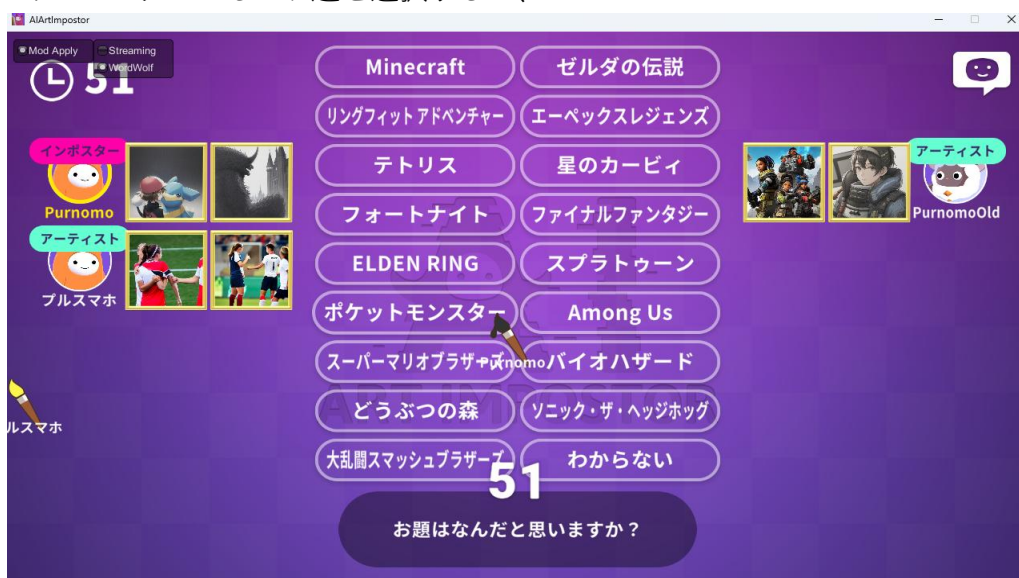 AiArtImpostor
Mod Apply
Streaming
WordWolf
51
インポスター
Purnomo
アーティスト
プルスマホ
Minecraft
ゼルダの伝説
リングフィット アドベンチャー
エーペックスレジェンズ
テトリス
星のカービィ
フォートナイト
ファイナルファンタジー
ELDEN RING
スプラトゥーン
ポケットモンスター
Among Us
スーパーマリオブラザーズ
バイオハザード
どうぶつの森
ソニック・ザ・ヘッジホッグ
大乱闘スマッシュブラザーズ
わからない
アーティスト
PurnomoOld
Purnomo
ルスマホ
ART IMPOSTOR
51
お題はなんだと思いますか？